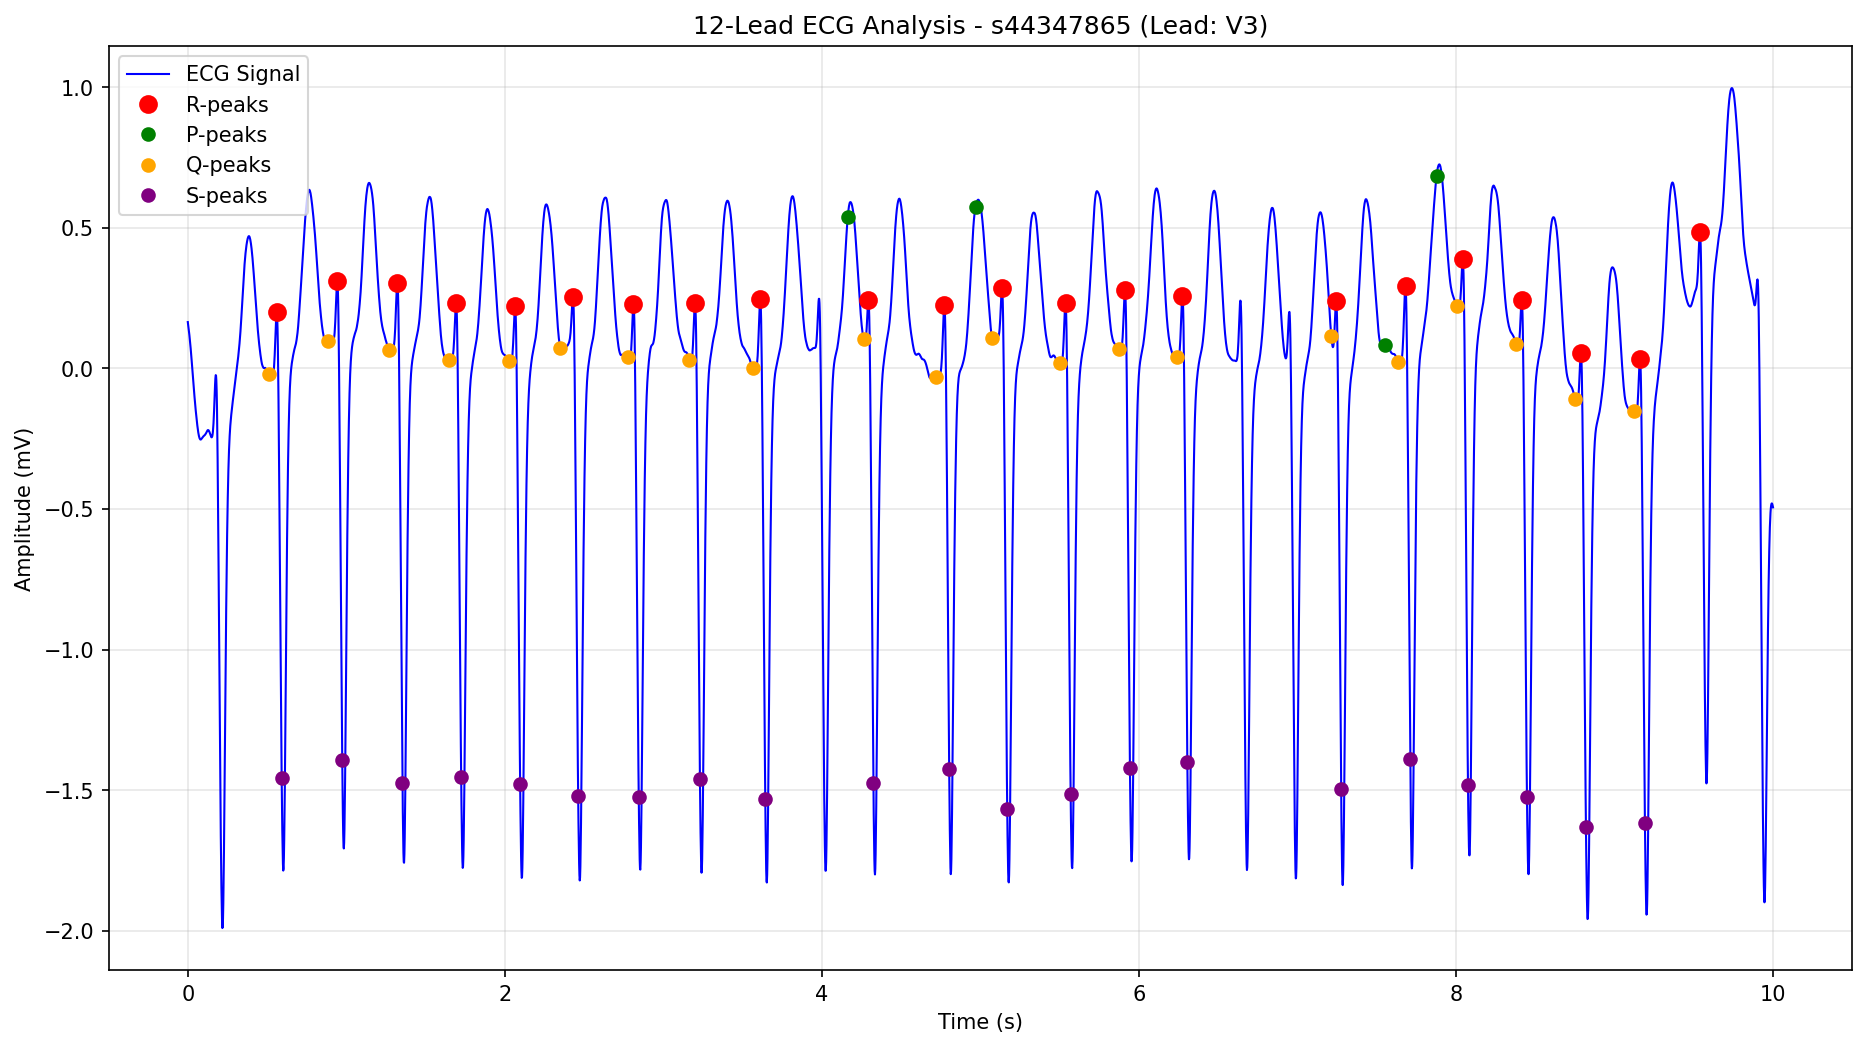 12-Lead ECG Analysis - s44347865 (Lead: V3)
ECG Signal
R-peaks
P-peaks
Q-peaks
S-peaks
Amplitude (mV)
1.0
0.5
0.0
−0.5
−1.0
−1.5
−2.0
0 2 4 6 8 10
Time (s)